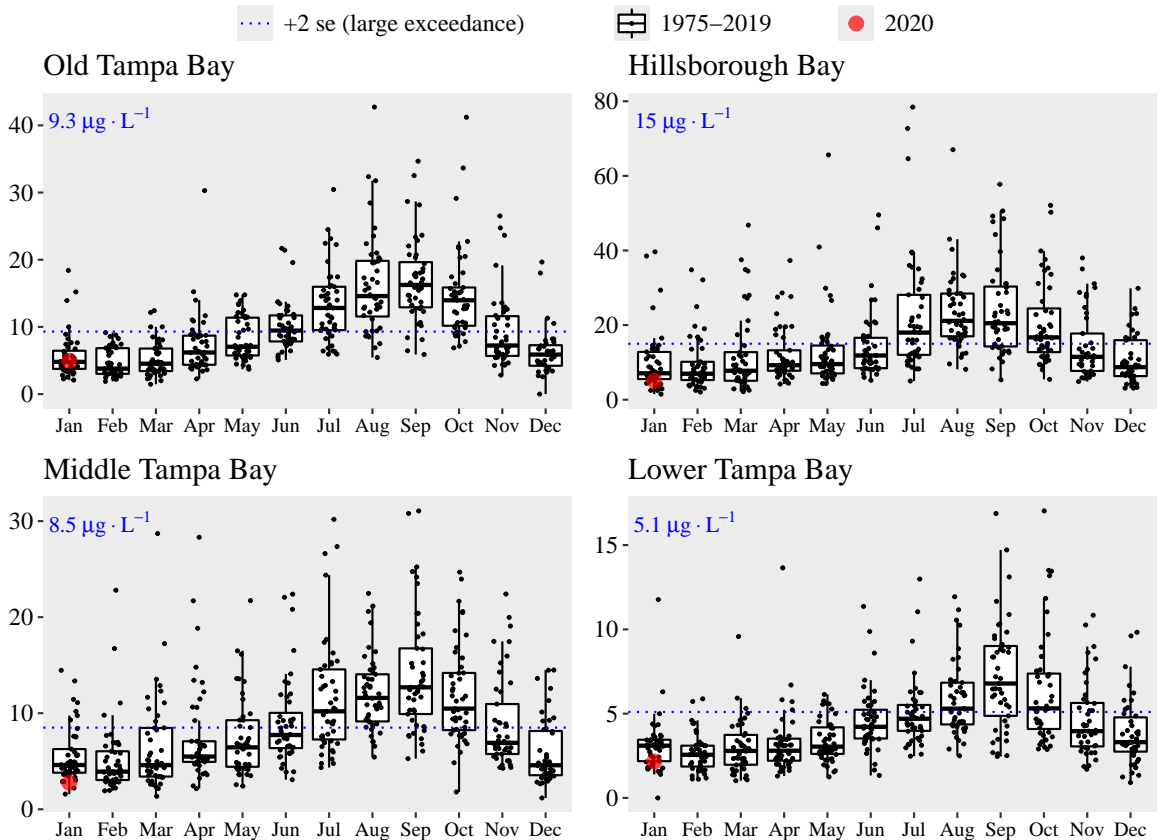 +2 se (large exceedance) 1975–2019 2020
Old Tampa Bay
9.3 μg · L⁻¹
40
30
20
10
0
Jan Feb Mar Apr May Jun Jul Aug Sep Oct Nov Dec
Hillsborough Bay
15 μg · L⁻¹
80
60
40
20
0
Jan Feb Mar Apr May Jun Jul Aug Sep Oct Nov Dec
Middle Tampa Bay
8.5 μg · L⁻¹
30
20
10
0
Jan Feb Mar Apr May Jun Jul Aug Sep Oct Nov Dec
Lower Tampa Bay
5.1 μg · L⁻¹
15
10
5
0
Jan Feb Mar Apr May Jun Jul Aug Sep Oct Nov Dec